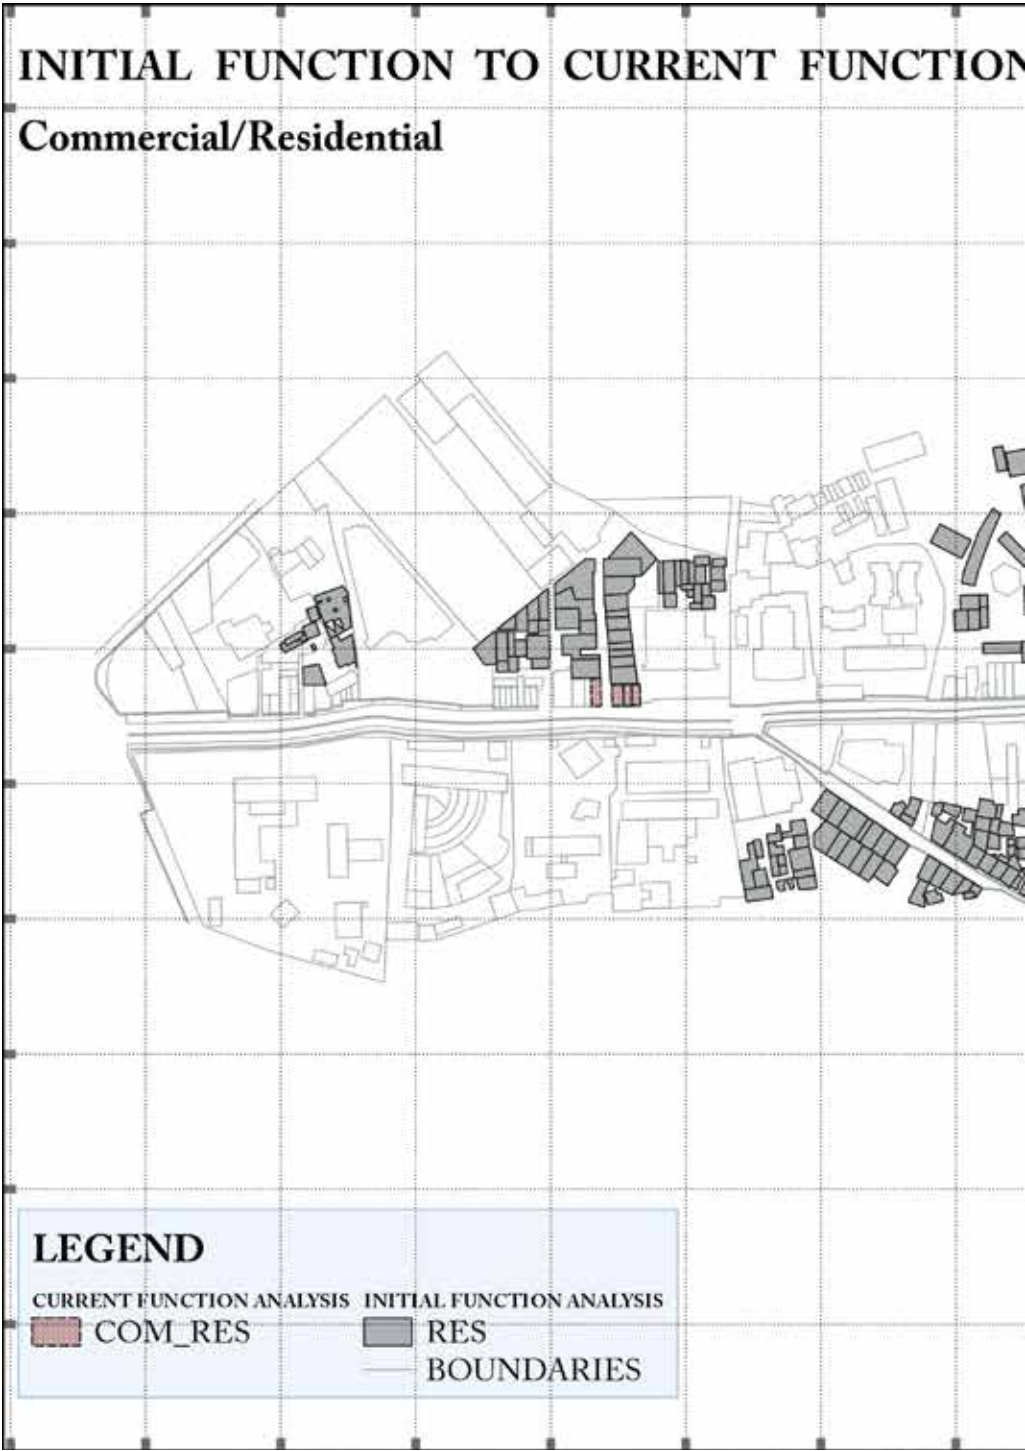 INITIAL FUNCTION TO CURRENT FUNCTION
Commercial/Residential
LEGEND
CURRENT FUNCTION ANALYSIS INITIAL FUNCTION ANALYSIS
COM_RES RES
BOUNDARIES